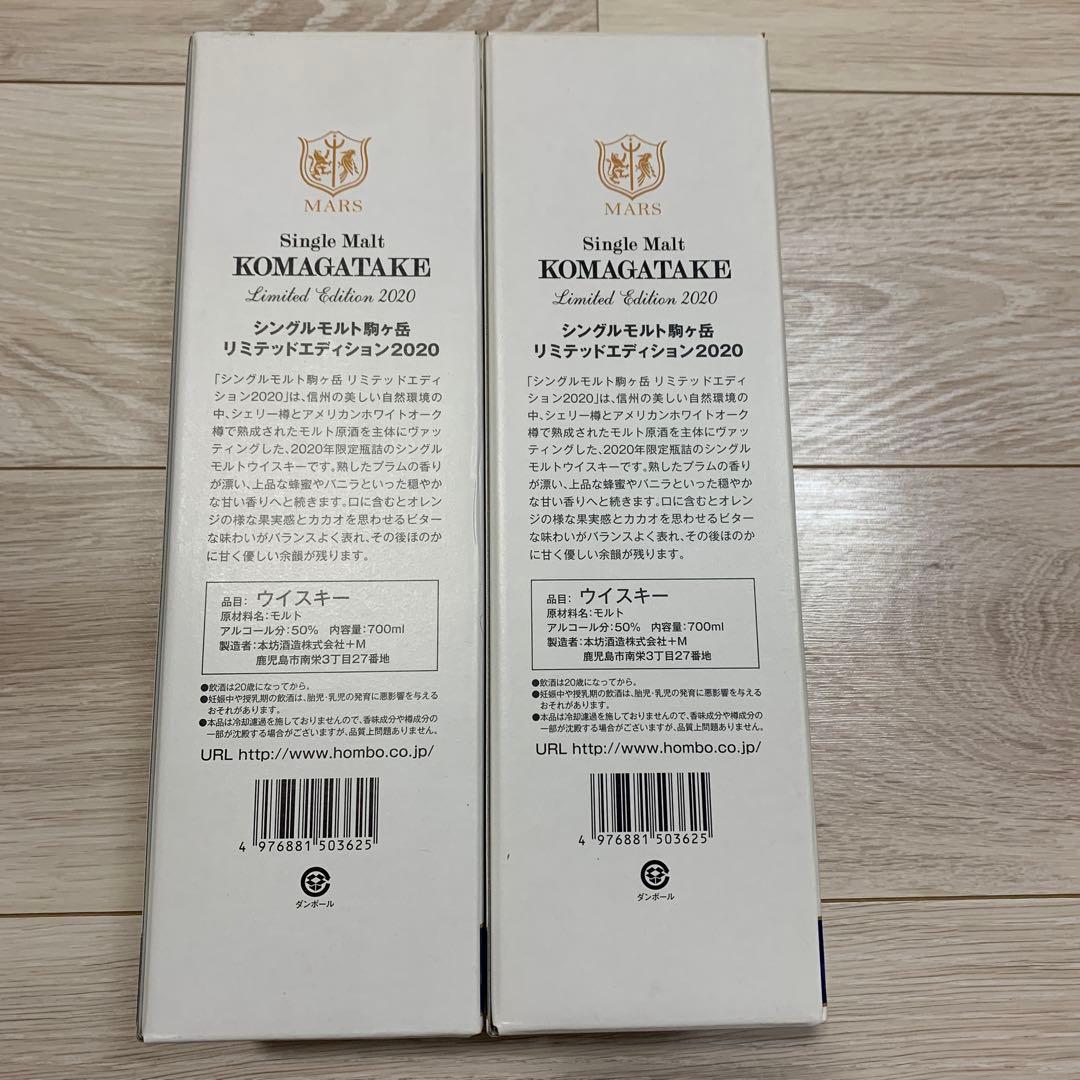 MARS
Single Malt
KOMAGATAKE
Limited Edition 2020
シングルモルト駒ヶ岳
リミテッドエディション2020
「シングルモルト駒ヶ岳 リミテッドエディ
ション2020」は、信州の美しい自然環境の
中、シェリー樽とアメリカンホワイトオーク
樽で熟成されたモルト原酒を主体にヴァッ
ティングした、2020年限定瓶詰のシングル
モルトウイスキーです。熟したプラムの香り
が漂い、上品な蜂蜜やバニラといった穏やか
な甘い香りへと続きます。口に含むとオレン
ジの様な果実感とカカオを思わせるビター
な味わいがバランスよく表れ、その後ほのか
に甘く優しい余韻が残ります。
品目: ウイスキー
原材料名:モルト
アルコール分:50% 内容量:700ml
製造者:本坊酒造株式会社+M
鹿児島市南栄3丁目27番地
●飲酒は20歳になってから。
●妊娠中や授乳期の飲酒は、胎児・乳児の発育に悪影響を与える
おそれがあります。
●本品は冷却濾過を施しておりませんので、香味成分や樽成分の
一部が沈殿する場合がございますが、品質上問題ありません。
URL http://www.hombo.co.jp/
4 976881 503625
ダンボール
MARS
Single Malt
KOMAGATAKE
Limited Edition 2020
シングルモルト駒ヶ岳
リミテッドエディション2020
「シングルモルト駒ヶ岳 リミテッドエディ
ション2020」は、信州の美しい自然環境の
中、シェリー樽とアメリカンホワイトオーク
樽で熟成されたモルト原酒を主体にヴァッ
ティングした、2020年限定瓶詰のシングル
モルトウイスキーです。熟したプラムの香り
が漂い、上品な蜂蜜やバニラといった穏やか
な甘い香りへと続きます。口に含むとオレン
ジの様な果実感とカカオを思わせるビター
な味わいがバランスよく表れ、その後ほのか
に甘く優しい余韻が残ります。
品目: ウイスキー
原材料名:モルト
アルコール分:50% 内容量:700ml
製造者:本坊酒造株式会社+M
鹿児島市南栄3丁目27番地
●飲酒は20歳になってから。
●妊娠中や授乳期の飲酒は、胎児・乳児の発育に悪影響を与える
おそれがあります。
●本品は冷却濾過を施しておりませんので、香味成分や樽成分の
一部が沈殿する場合がございますが、品質上問題ありません。
URL http://www.hombo.co.jp/
4 976881 503625
ダンボール